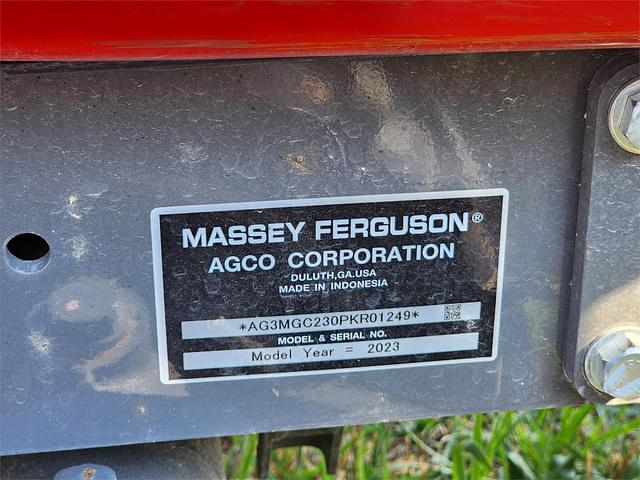 MASSEY FERGUSON®
AGCO CORPORATION
DULUTH,GA.USA
MADE IN INDONESIA
*AG3MGC230PKR01249*
MODEL & SERIAL NO.
Model Year = 2023